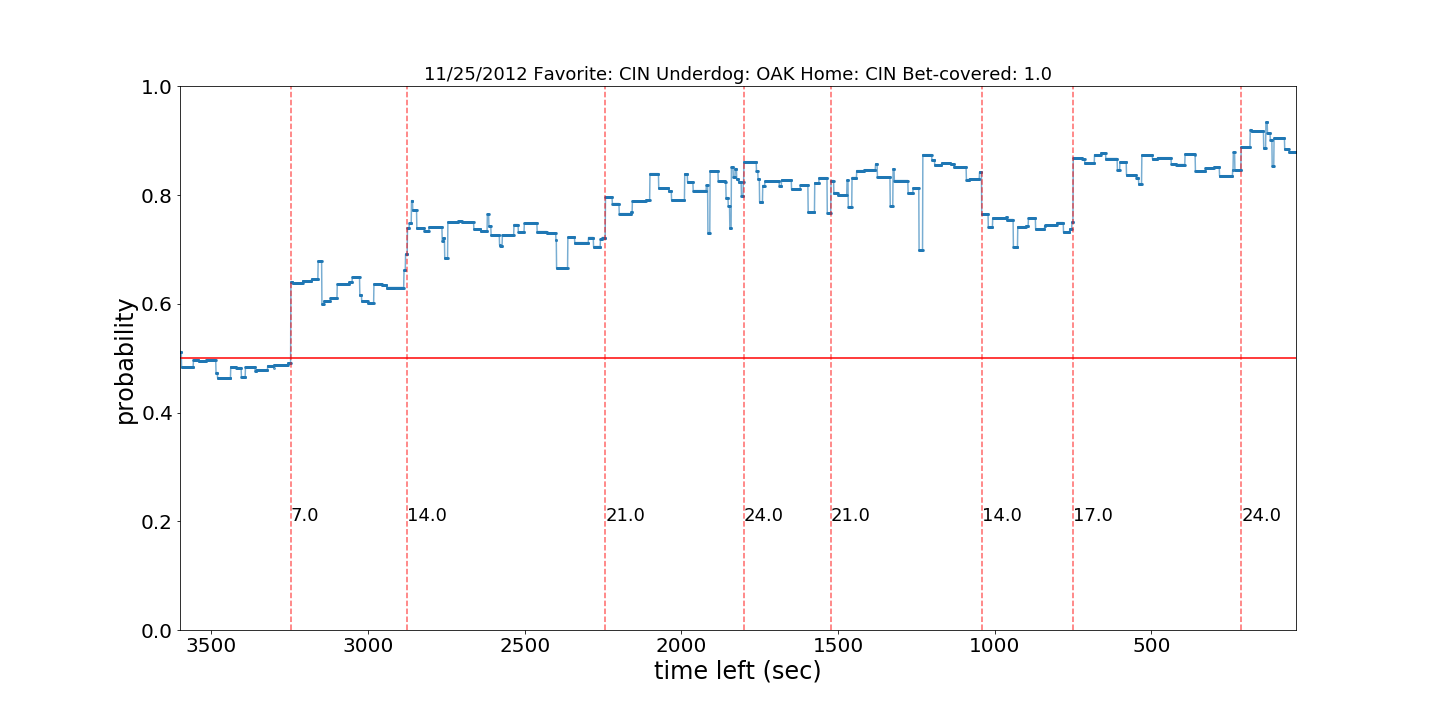 11/25/2012 Favorite: CIN Underdog: OAK Home: CIN Bet-covered: 1.0
1.0
0.8
0.6
0.4
0.2
0.0
probability
7.0 14.0 21.0 24.0 21.0 14.0 17.0 24.0
3500 3000 2500 2000 1500 1000 500
time left (sec)